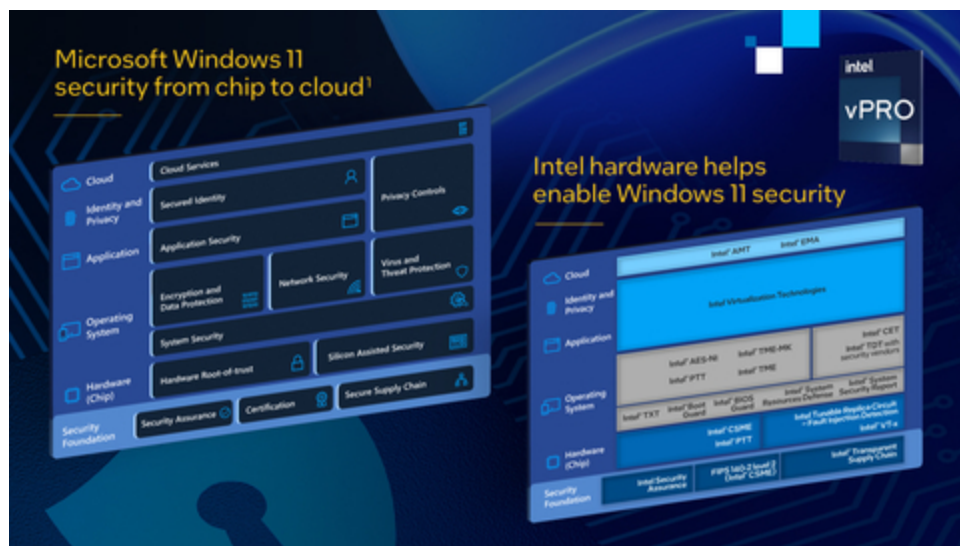 Microsoft Windows 11
security from chip to cloud¹
Cloud
Cloud Services
Identity and
Privacy
Secured Identity
Privacy Controls
Application
Application Security
Operating
System
Encryption and
Data Protection
Network Security
Virus and
Threat Protection
System Security
Hardware
(Chip)
Hardware Root-of-trust
Silicon Assisted Security
Security
Foundation
Security Assurance
Certification
Secure Supply Chain
intel
vPRO
Intel hardware helps
enable Windows 11 security
Cloud
Intel® AMT
Intel® EMA
Identity and
Privacy
Intel Virtualization Technologies
Application
Intel® AES-NI
Intel® TME-MK
Intel® PTT
Intel® TME
Intel® CET
Intel® TDT with
security vendors
Operating
System
Intel® TXT
Intel® Boot
Guard
Intel® BIOS
Guard
Intel® System
Resources Defense
Intel® System
Security Report
Hardware
(Chip)
Intel® CSME
Intel® PTT
Intel Tunable Replica Circuit
– Fault Injection Detection
Intel® VT-x
Security
Foundation
Intel Security
Assurance
FIPS 140-2 level 2
(Intel® CSME)
Intel® Transparent
Supply Chain